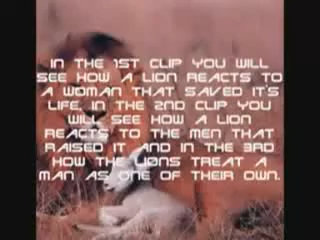 IN THE 1ST CLIP YOU WILL
SEE HOW A LION REACTS TO
A WOMAN THAT SAVED IT'S
LIFE. IN THE 2ND CLIP YOU
WILL SEE HOW A LION
REACTS TO THE MEN THAT
RAISED IT AND IN THE 3RD
HOW THE LIONS TREAT A
MAN AS ONE OF THEIR OWN.